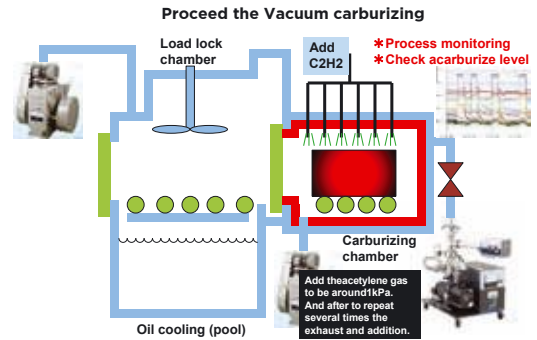 Proceed the Vacuum carburizing
Load lock
chamber
Add
C2H2
∗Process monitoring
∗Check acarburize level
Carburizing
chamber
Add theacetylene gas
to be around1kPa.
And after to repeat
several times the
exhaust and addition.
Oil cooling (pool)